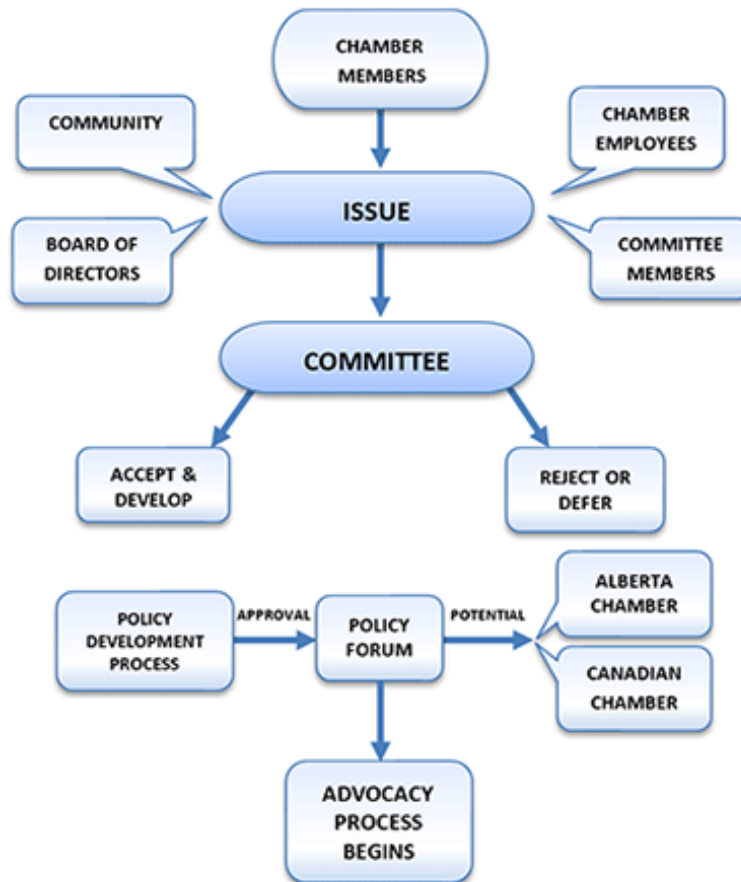 CHAMBER
MEMBERS
COMMUNITY
CHAMBER
EMPLOYEES
ISSUE
BOARD OF
DIRECTORS
COMMITTEE
MEMBERS
COMMITTEE
ACCEPT &
DEVELOP
REJECT OR
DEFER
POLICY
DEVELOPMENT
PROCESS
APPROVAL
POLICY
FORUM
POTENTIAL
ALBERTA
CHAMBER
CANADIAN
CHAMBER
ADVOCACY
PROCESS
BEGINS